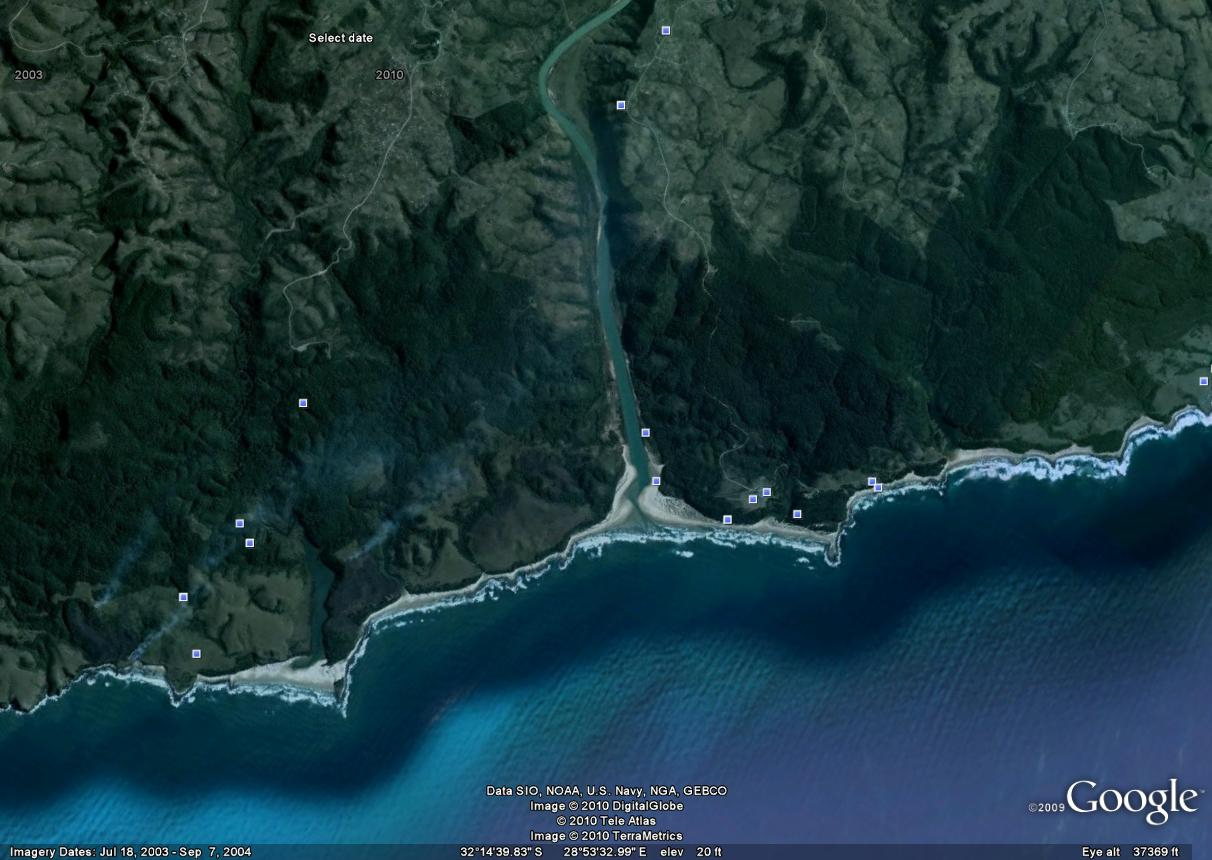 Select date
2003
2010
Data SIO, NOAA, U.S. Navy, NGA, GEBCO
Image © 2010 DigitalGlobe
© 2010 Tele Atlas
Image © 2010 TerraMetrics
©2009 Google™
Imagery Dates: Jul 18, 2003 - Sep 7, 2004 32°14'39.83" S 28°53'32.99" E elev 20 ft Eye alt 37369 ft